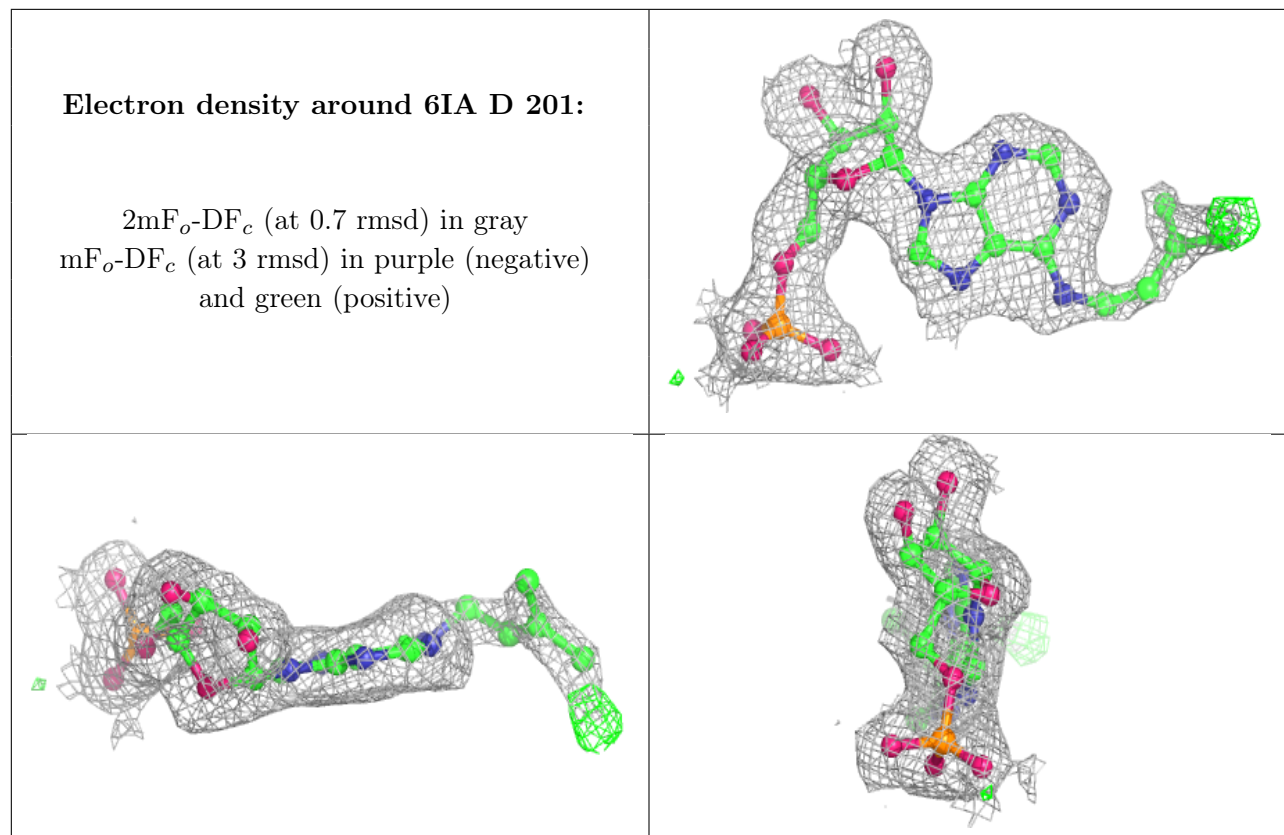 Electron density around 6IA D 201:
2mFo-DFc (at 0.7 rmsd) in gray
mFo-DFc (at 3 rmsd) in purple (negative)
and green (positive)